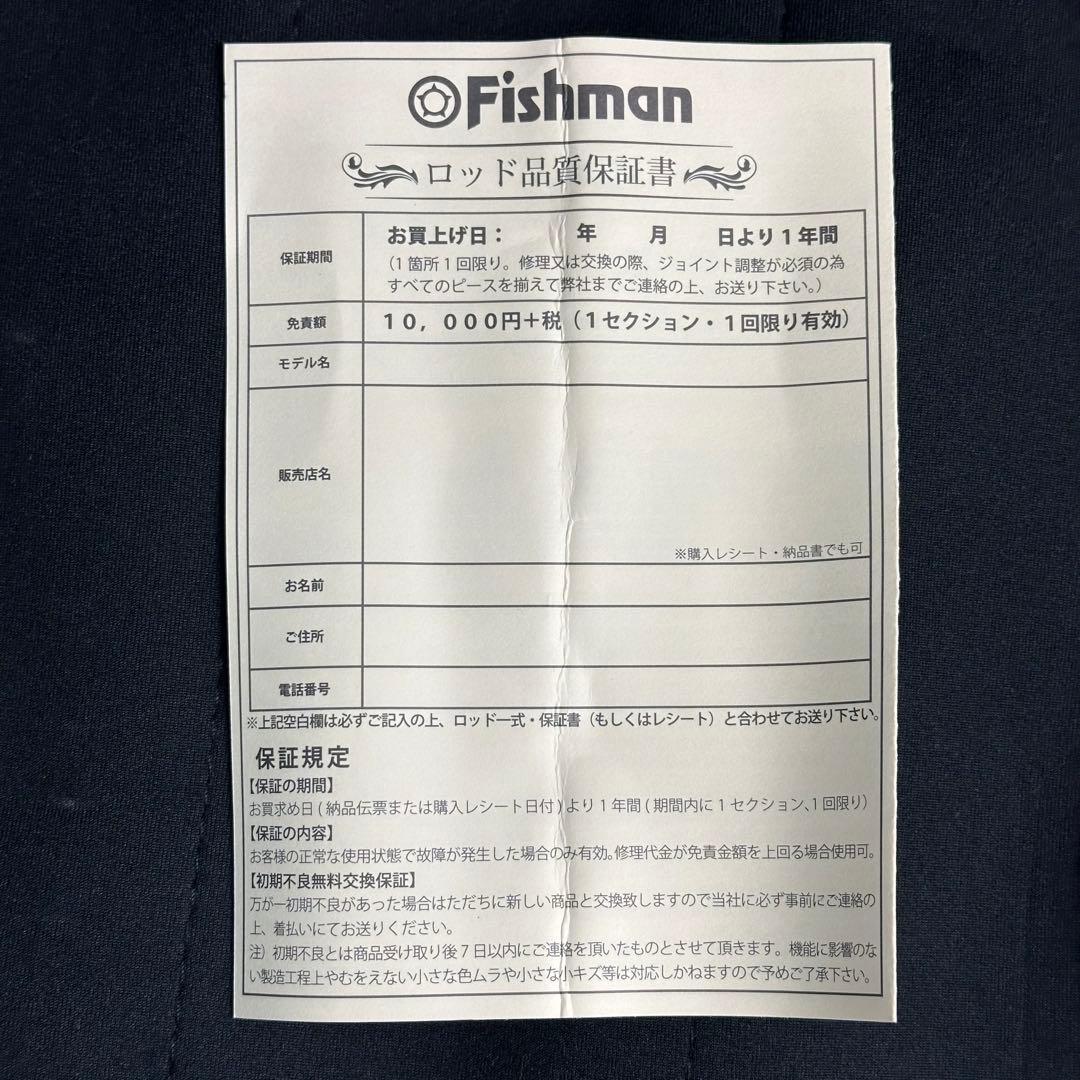 Fishman
ロッド品質保証書
保証期間
お買上げ日： 年 月 日より１年間
（1 箇所 1 回限り。修理又は交換の際、ジョイント調整が必須の為
すべてのピースを揃えて弊社までご連絡の上、お送り下さい。）
免責額
１０，０００円＋税（１セクション・１回限り有効）
モデル名
販売店名
※購入レシート・納品書でも可
お名前
ご住所
電話番号
※上記空白欄は必ずご記入の上、ロッド一式・保証書（もしくはレシート）と合わせてお送り下さい。
保証規定
【保証の期間】
お買求め日 ( 納品伝票または購入レシート日付 ) より 1 年間 ( 期間内に 1 セクション、1 回限り）
【保証の内容】
お客様の正常な使用状態で故障が発生した場合のみ有効。修理代金が免責金額を上回る場合使用可。
【初期不良無料交換保証】
万が一初期不良があった場合はただちに新しい商品と交換致しますので当社に必ず事前にご連絡の
上、着払いにてお送りください。
注）初期不良とは商品受け取り後 7 日以内にご連絡を頂いたものとさせて頂きます。機能に影響のな
い製造工程上やむをえない小さな色ムラや小さな小キズ等は対応しかねますので予めご了承下さい。